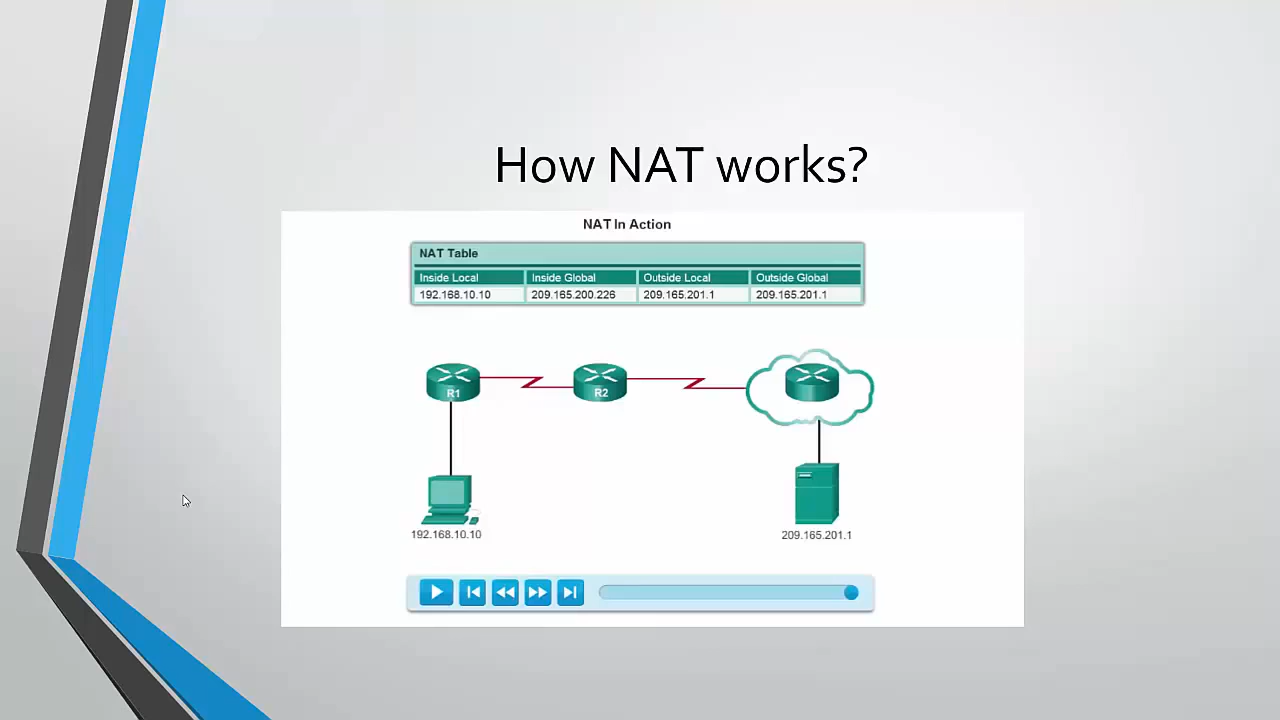 How NAT works?
NAT In Action
NAT Table
Inside Local Inside Global Outside Local Outside Global
192.168.10.10 209.165.200.226 209.165.201.1 209.165.201.1
R1 R2
192.168.10.10 209.165.201.1